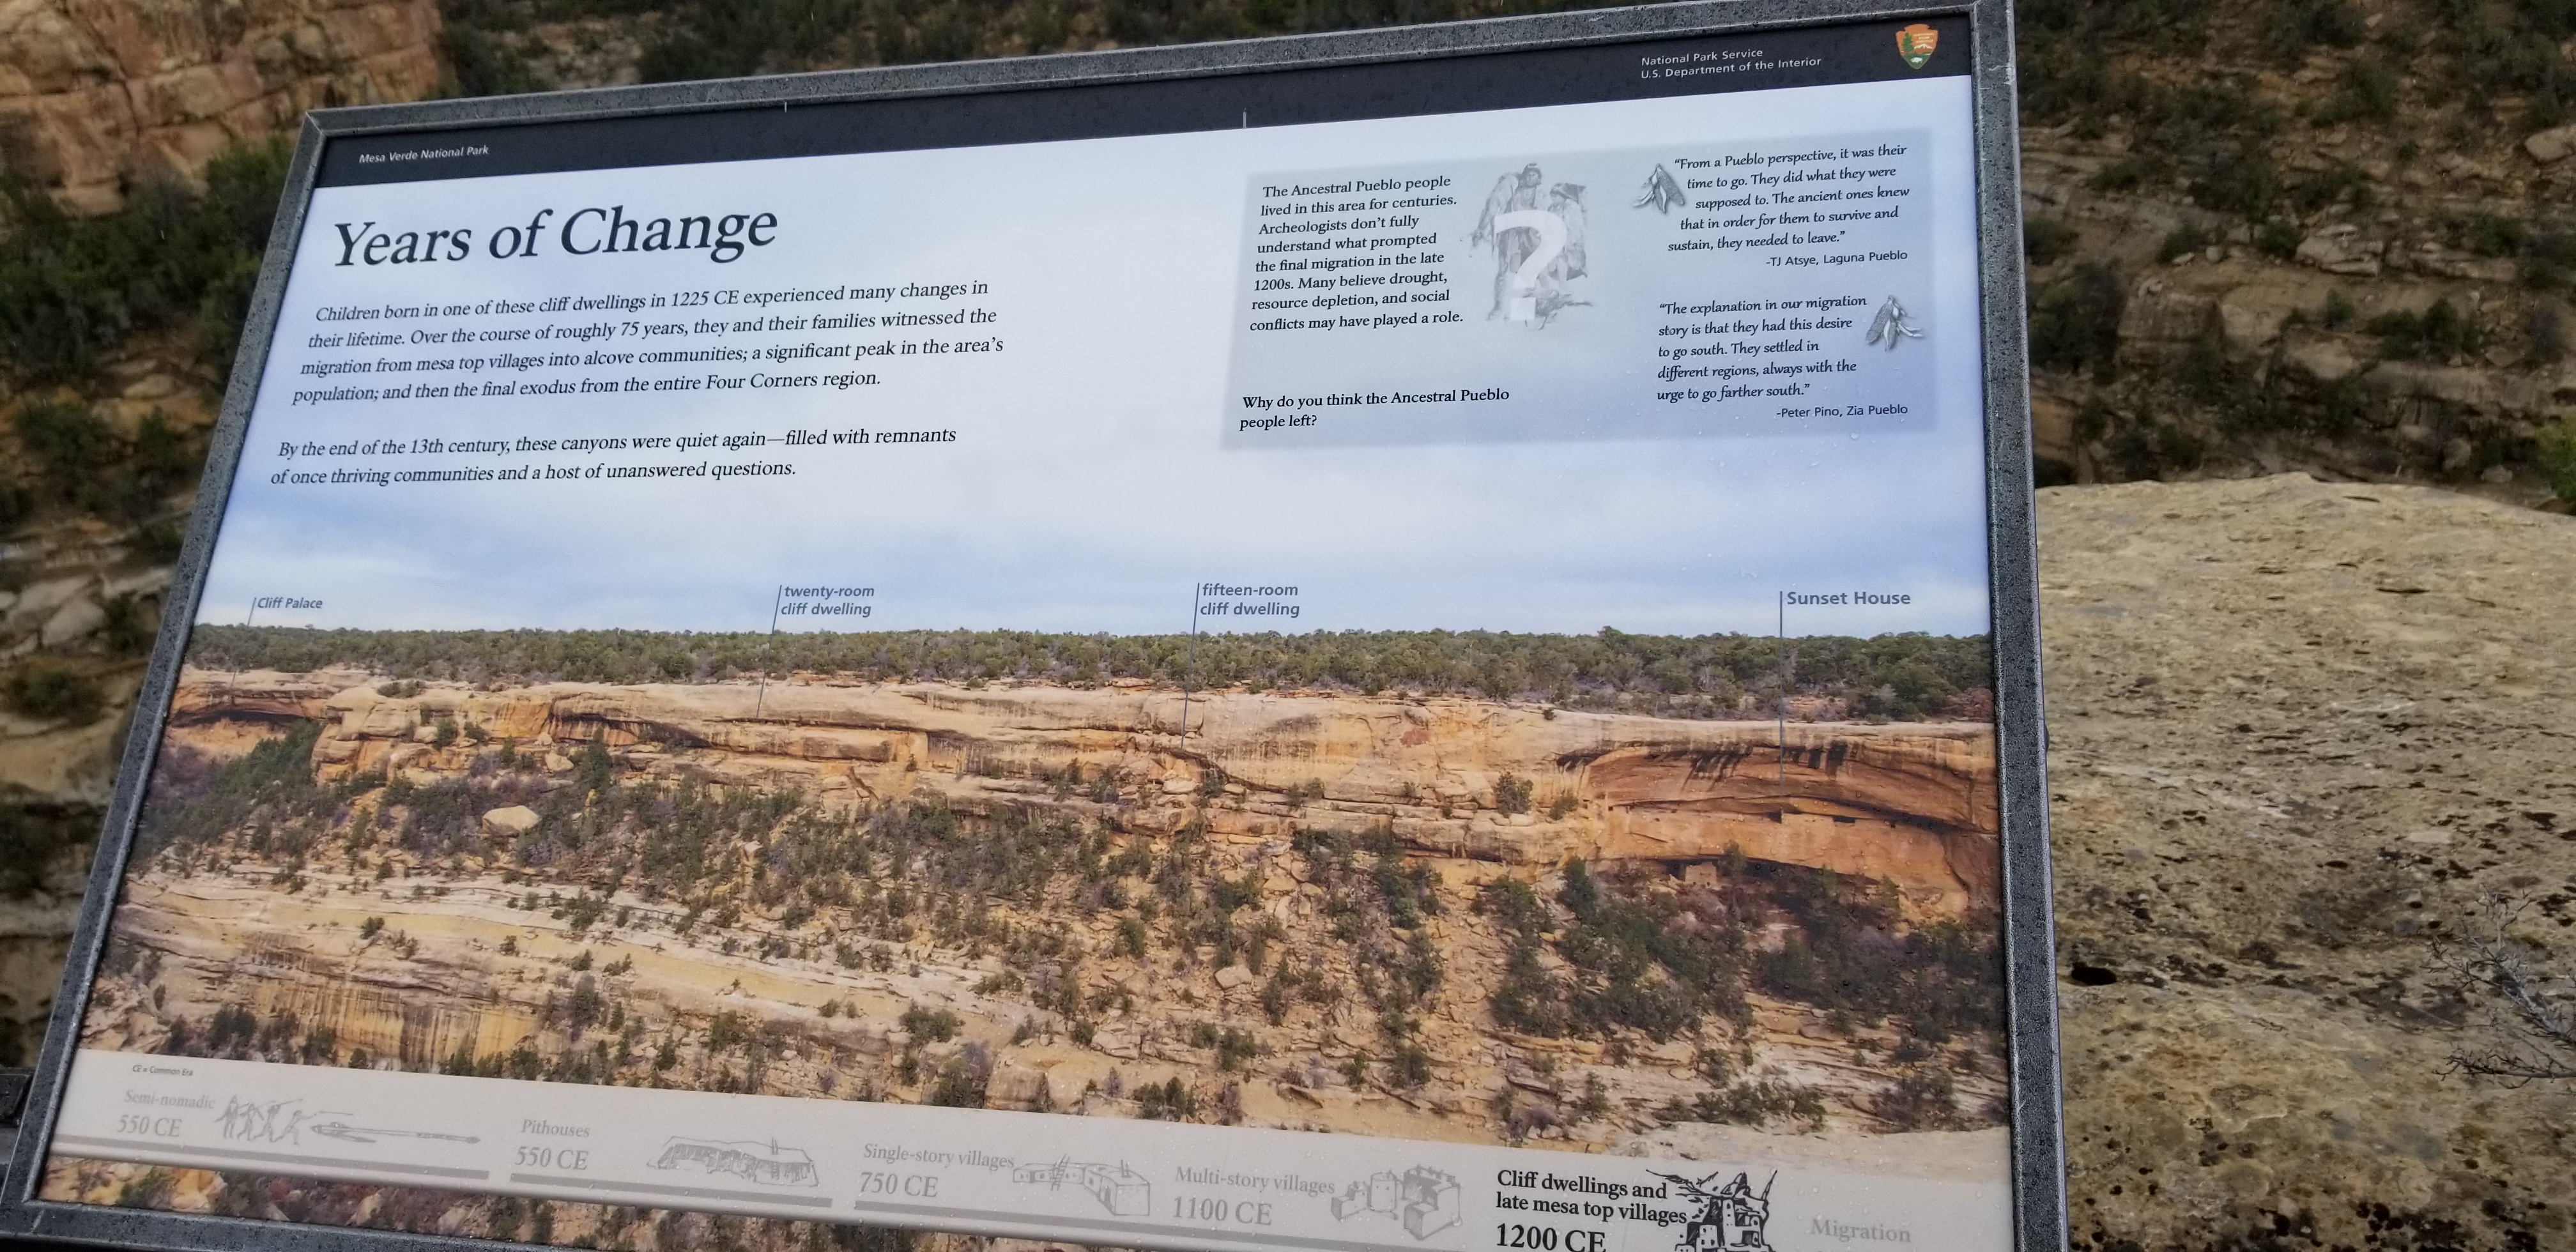 National Park Service
U.S. Department of the Interior
Mesa Verde National Park
Years of Change
Children born in one of these cliff dwellings in 1225 CE experienced many changes in
their lifetime. Over the course of roughly 75 years, they and their families witnessed the
migration from mesa top villages into alcove communities; a significant peak in the area's
population; and then the final exodus from the entire Four Corners region.
By the end of the 13th century, these canyons were quiet again—filled with remnants
of once thriving communities and a host of unanswered questions.
The Ancestral Pueblo people
lived in this area for centuries.
Archeologists don't fully
understand what prompted
the final migration in the late
1200s. Many believe drought,
resource depletion, and social
conflicts may have played a role.
?
Why do you think the Ancestral Pueblo
people left?
"From a Pueblo perspective, it was their
time to go. They did what they were
supposed to. The ancient ones knew
that in order for them to survive and
sustain, they needed to leave."
-TJ Atsye, Laguna Pueblo
"The explanation in our migration
story is that they had this desire
to go south. They settled in
different regions, always with the
urge to go farther south."
-Peter Pino, Zia Pueblo
Cliff Palace
twenty-room
cliff dwelling
fifteen-room
cliff dwelling
Sunset House
CE = Common Era
Semi-nomadic
550 CE
Pithouses
550 CE
Single-story villages
750 CE
Multi-story villages
1100 CE
Cliff dwellings and
late mesa top villages
1200 CE
Migration